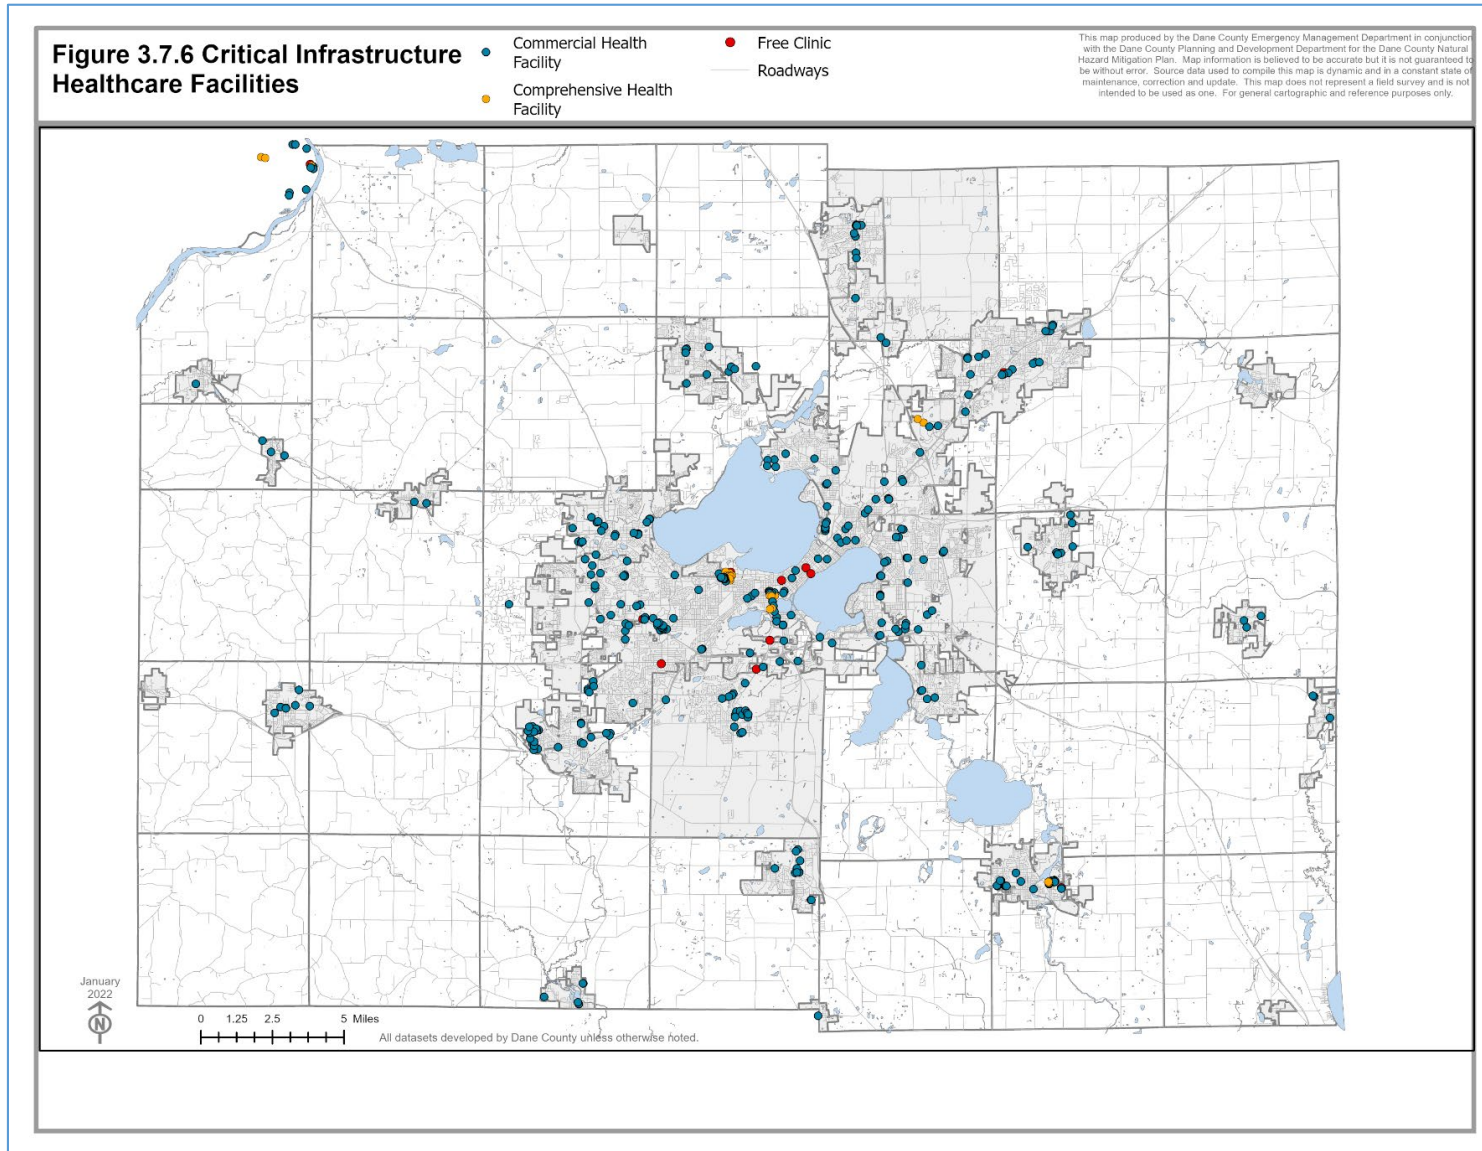 Figure 3.7.6 Critical Infrastructure
Healthcare Facilities
Commercial Health
Facility
Comprehensive Health
Facility
Free Clinic
Roadways
This map produced by the Dane County Emergency Management Department in conjunction
with the Dane County Planning and Development Department for the Dane County Natural
Hazard Mitigation Plan. Map information is believed to be accurate but it is not guaranteed to
be without error. Source data used to compile this map is dynamic and in a constant state of
maintenance, correction and update. This map does not represent a field survey and is not
intended to be used as one. For general cartographic and reference purposes only.
January
2022
N
0 1.25 2.5 5 Miles
All datasets developed by Dane County unless otherwise noted.